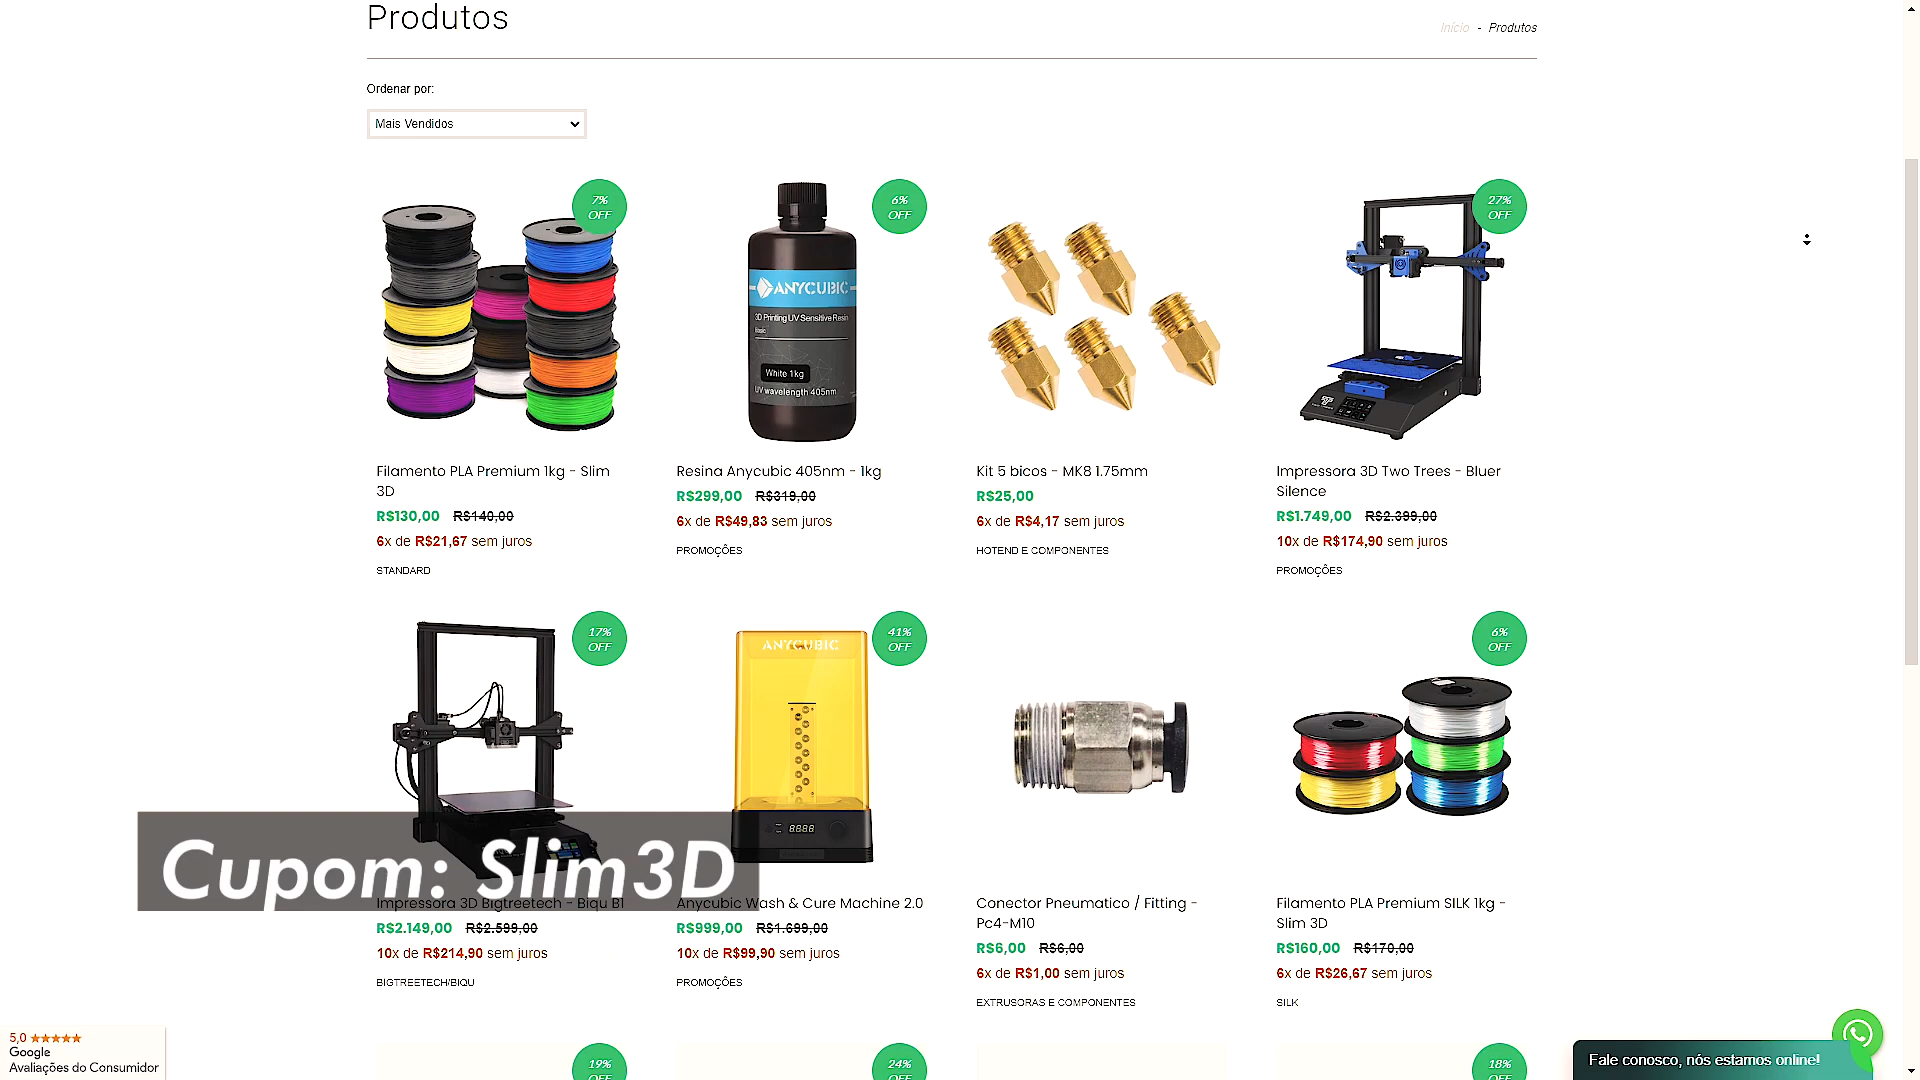 Produtos
Início - Produtos
Ordenar por:
Mais Vendidos
7%
OFF
6%
OFF
27%
OFF
ANYCUBIC
3D Printing UV Sensitive Resin
Basic
White 1kg
UV wavelength 405nm
Filamento PLA Premium 1kg - Slim
3D
R$130,00 R$140,00
6x de R$21,67 sem juros
STANDARD
Resina Anycubic 405nm - 1kg
R$299,00 R$319,00
6x de R$49,83 sem juros
PROMOÇÕES
Kit 5 bicos - MK8 1.75mm
R$25,00
6x de R$4,17 sem juros
HOTEND E COMPONENTES
Impressora 3D Two Trees - Bluer
Silence
R$1.749,00 R$2.399,00
10x de R$174,90 sem juros
PROMOÇÕES
17%
OFF
41%
OFF
6%
OFF
ANYCUBIC
8888
Cupom: Slim3D
Impressora 3D Bigtreetech - Biqu B1
R$2.149,00 R$2.599,00
10x de R$214,90 sem juros
BIGTREETECH/BIQU
Anycubic Wash & Cure Machine 2.0
R$999,00 R$1.699,00
10x de R$99,90 sem juros
PROMOÇÕES
Conector Pneumatico / Fitting -
Pc4-M10
R$6,00 R$6,00
6x de R$1,00 sem juros
EXTRUSORAS E COMPONENTES
Filamento PLA Premium SILK 1kg -
Slim 3D
R$160,00 R$170,00
6x de R$26,67 sem juros
SILK
19%
OFF
24%
OFF
18%
OFF
5,0 ★★★★★
Google
Avaliações do Consumidor
Fale conosco, nós estamos online!